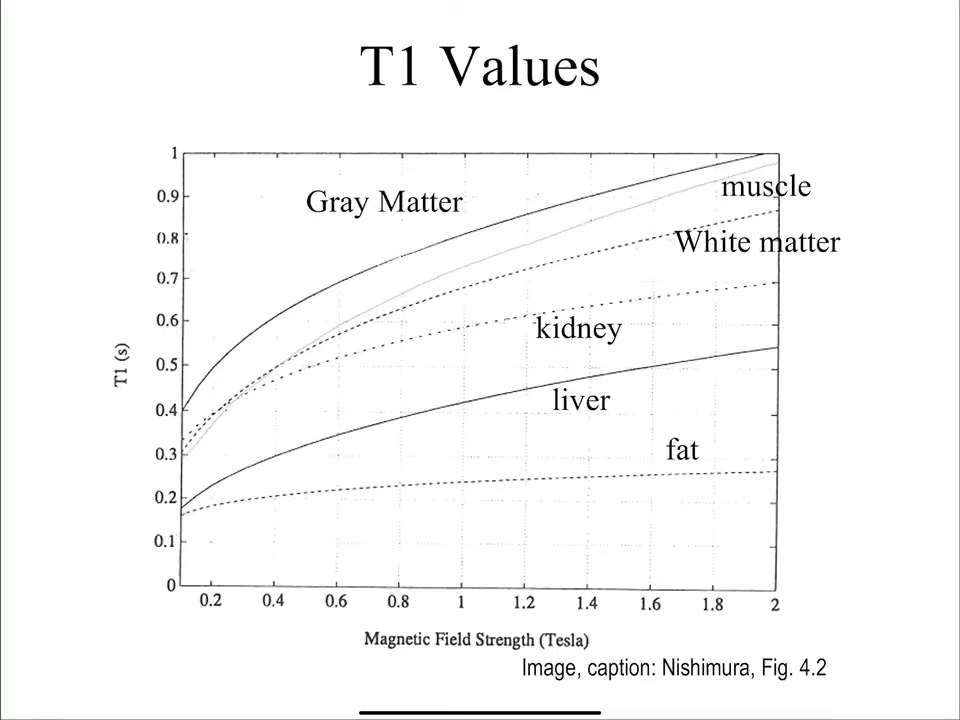 T1 Values
1
0.9
0.8
0.7
0.6
0.5
0.4
0.3
0.2
0.1
0
T1 (s)
Gray Matter
muscle
White matter
kidney
liver
fat
0.2 0.4 0.6 0.8 1 1.2 1.4 1.6 1.8 2
Magnetic Field Strength (Tesla)
Image, caption: Nishimura, Fig. 4.2